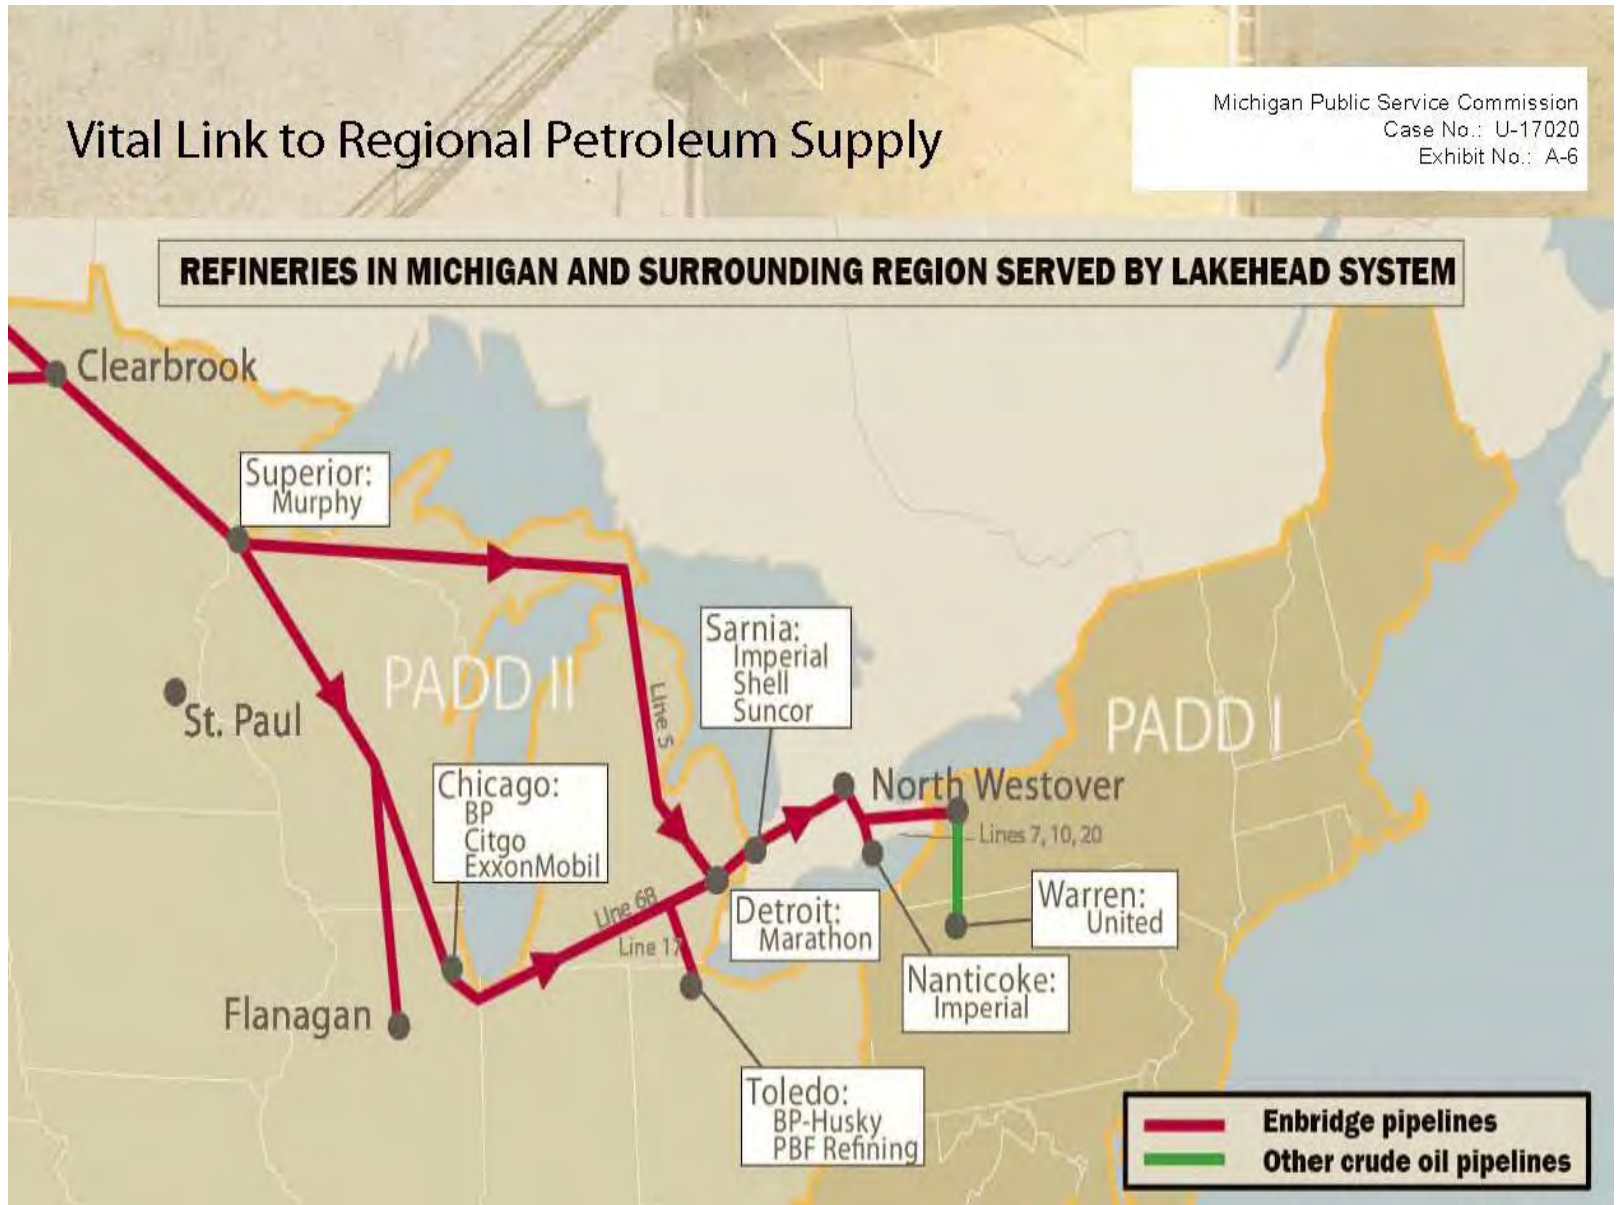 Vital Link to Regional Petroleum Supply
Michigan Public Service Commission
Case No.: U-17020
Exhibit No.: A-6
REFINERIES IN MICHIGAN AND SURROUNDING REGION SERVED BY LAKEHEAD SYSTEM
Clearbrook
Superior:
Murphy
St. Paul
PADD II
Line 5
Sarnia:
Imperial
Shell
Suncor
PADD I
Chicago:
BP
Citgo
ExxonMobil
North Westover
Lines 7, 10, 20
Line 6B
Line 17
Detroit:
Marathon
Warren:
United
Nanticoke:
Imperial
Flanagan
Toledo:
BP-Husky
PBF Refining
Enbridge pipelines
Other crude oil pipelines